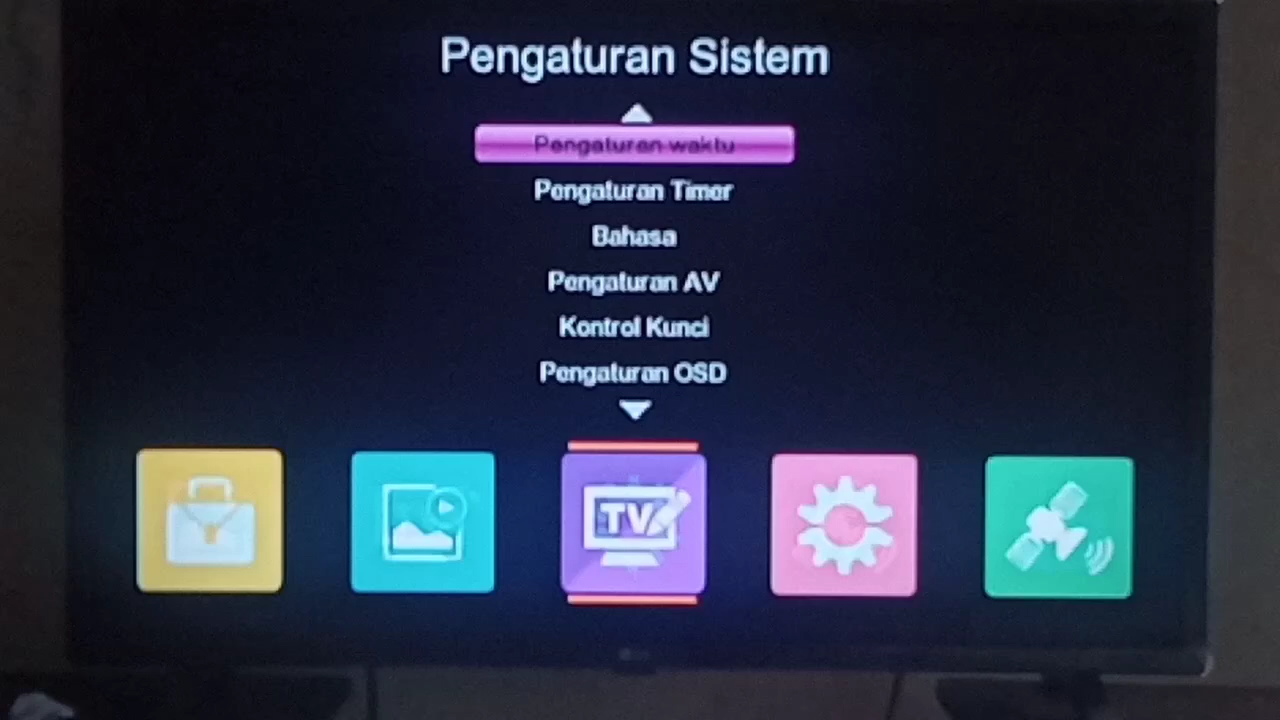 Pengaturan Sistem
Pengaturan waktu
Pengaturan Timer
Bahasa
Pengaturan AV
Kontrol Kunci
Pengaturan OSD
TV